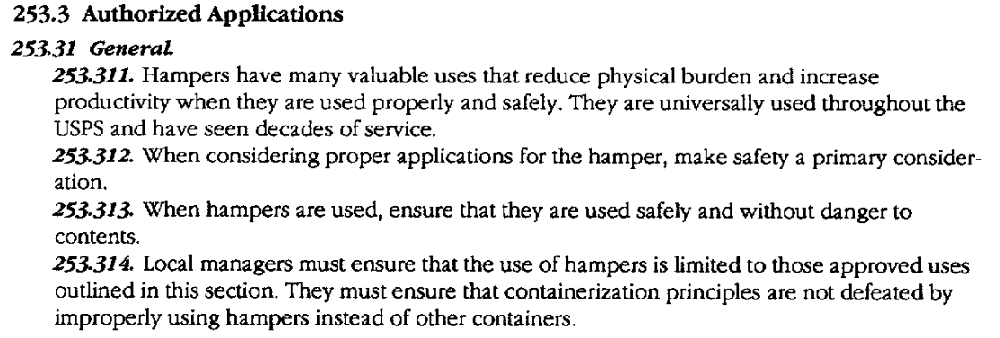 253.3 Authorized Applications
253.31 General.
253.311. Hampers have many valuable uses that reduce physical burden and increase
productivity when they are used properly and safely. They are universally used throughout the
USPS and have seen decades of service.
253.312. When considering proper applications for the hamper, make safety a primary consider-
ation.
253.313. When hampers are used, ensure that they are used safely and without danger to
contents.
253.314. Local managers must ensure that the use of hampers is limited to those approved uses
outlined in this section. They must ensure that containerization principles are not defeated by
improperly using hampers instead of other containers.